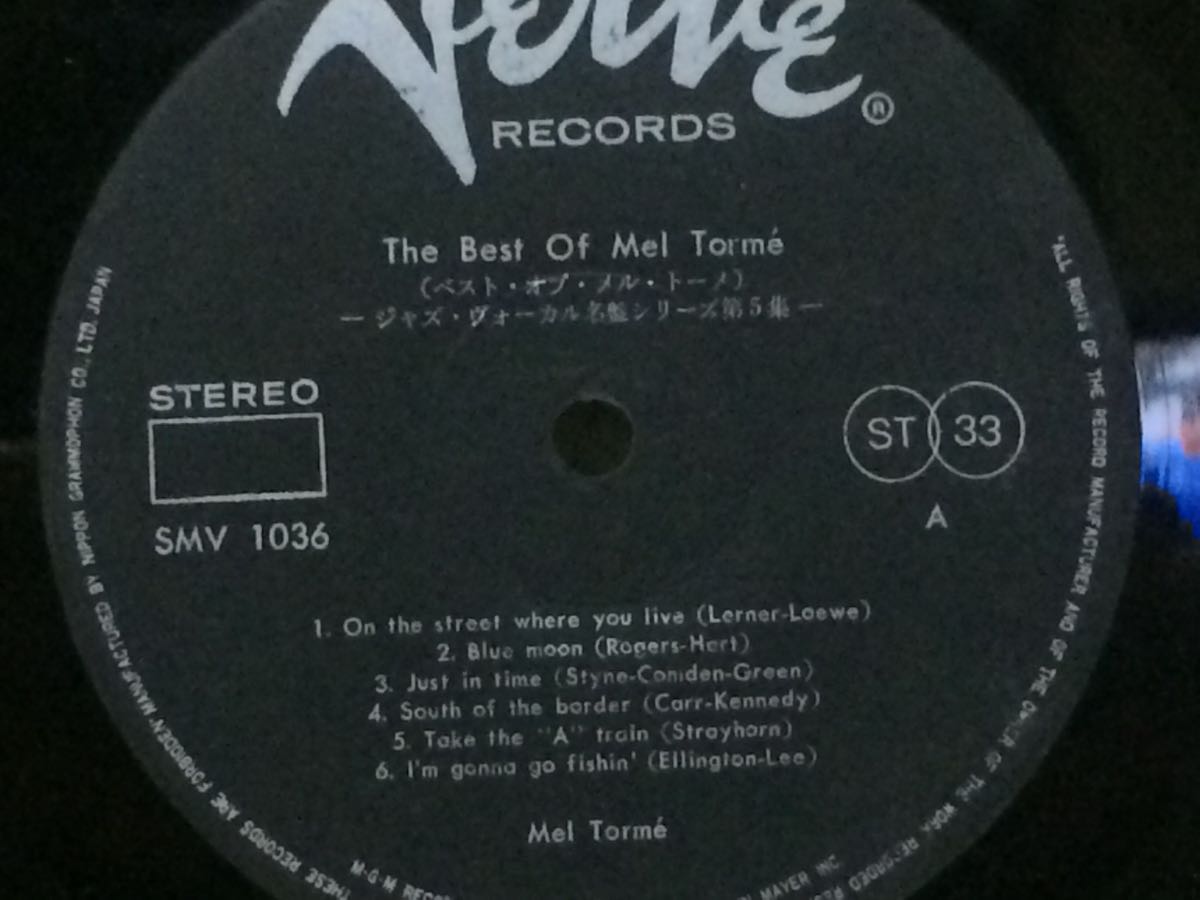 Verve
RECORDS
®
The Best Of Mel Tormé
(ベスト・オブ・メル・トーメ)
— ジャズ・ヴォーカル名盤シリーズ第5集 —
STEREO
SMV 1036
ST 33
A
1. On the street where you live (Lerner-Loewe)
2. Blue moon (Rogers-Hart)
3. Just in time (Styne-Comden-Green)
4. South of the border (Carr-Kennedy)
5. Take the "A" train (Strayhorn)
6. I'm gonna go fishin' (Ellington-Lee)
Mel Tormé
"ALL RIGHTS OF THE RECORD MANUFACTURER AND OF THE OWNER OF THE WORK RECORDED
THESE RECORDS ARE FORBIDDEN·MANUFACTURED BY NIPPON GRAMMOPHON CO., LTD. JAPAN
M-G-M
MAYER INC.